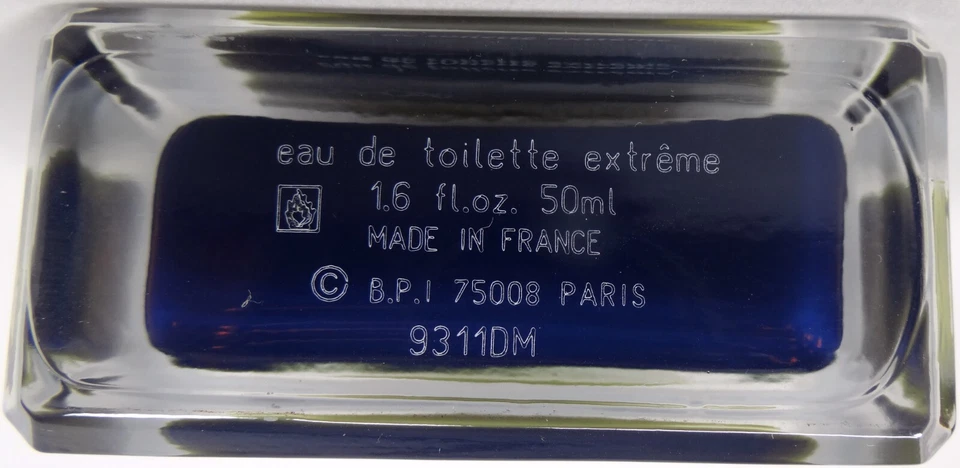 eau de toilette extrême
1.6 fl.oz. 50ml
MADE IN FRANCE
© B.P.I 75008 PARIS
9311DM